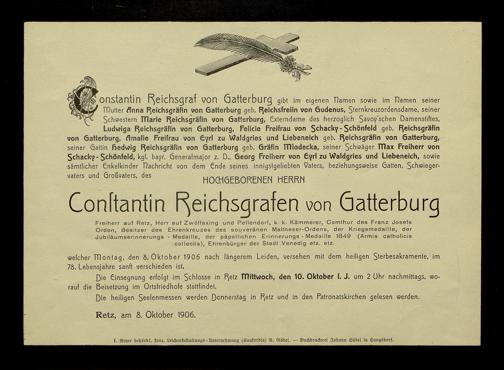 Constantin Reichsgraf von Gatterburg gibt im eigenen Namen sowie im Namen seiner
Mutter Anna Reichsgräfin von Gatterburg geb. Reichsfreiin von Gudenus, Sternkreuzordensdame, seiner
Schwestern Marie Reichsgräfin von Gatterburg, Externdame des herzoglich Savoy'schen Damenstiftes,
Ludwiga Reichsgräfin von Gatterburg, Felicie Freifrau von Schacky-Schönfeld geb. Reichsgräfin
von Gatterburg, Amalie Freifrau von Eyrl zu Waldgries und Liebeneich geb. Reichsgräfin von Gatterburg,
seiner Gattin Hedwig Reichsgräfin von Gatterburg geb. Gräfin Mlodecka, seiner Schwäger Max Freiherr von
Schacky-Schönfeld, kgl. bayr. Generalmajor z. D., Georg Freiherr von Eyrl zu Waldgries und Liebeneich, sowie
sämtlicher Enkelkinder Nachricht von dem Ende seines innigstgeliebten Vaters, beziehungsweise Gatten, Schwieger-
vaters und Großvaters, des
HOCHGEBORENEN HERRN
Constantin Reichsgrafen von Gatterburg
Freiherr auf Retz, Herr auf Zwölfaxing und Pellendorf, k. k. Kämmerer, Comthur des Franz Josefs
Orden, Besitzer des Ehrenkreuzes des souveränen Maltheser-Ordens, der Kriegsmedaille, der
Jubiläumserinnerungs-Medaille, der päpstlichen Erinnerungs-Medaille 1849 (Armis catholicis
collectis), Ehrenbürger der Stadt Venedig etc. etc.
welcher Montag, den 8. Oktober 1906 nach längerem Leiden, versehen mit dem heiligen Sterbesakramente, im
78. Lebensjahre sanft verschieden ist.
Die Einsegnung erfolgt im Schlosse in Retz Mittwoch, den 10. Oktober l. J. um 2 Uhr nachmittags, wo-
rauf die Beisetzung im Ortsfriedhofe stattfindet.
Die heiligen Seelenmessen werden Donnerstag in Retz und in den Patronatskirchen gelesen werden.
Retz, am 8. Oktober 1906.
Leichenbestattungs-Unternehmung Buchdruckerei Johann